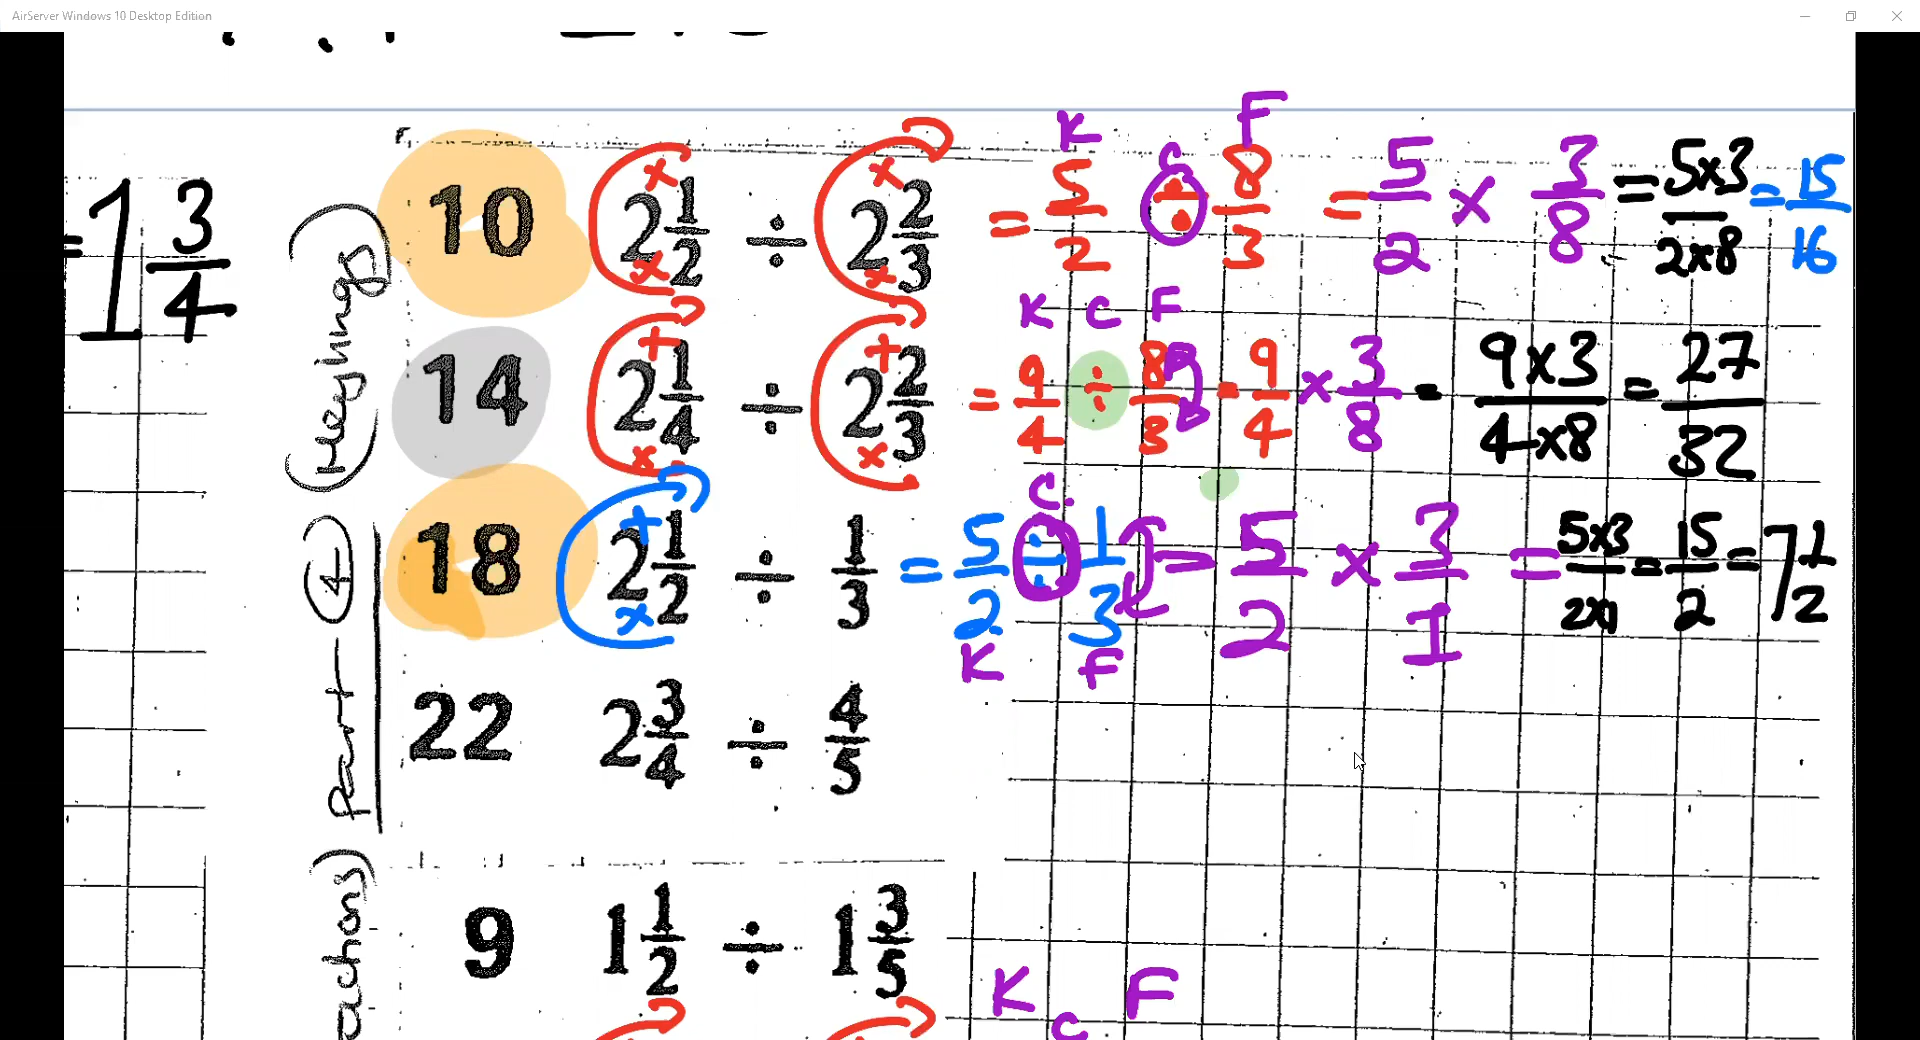 AirServer Windows 10 Desktop Edition
= 1 3/4
(Heghngs)
Part - 4
10 2 1/2 ÷ 2 2/3 = 5/2 ÷ 8/3 = 5/2 × 3/8 = 5×3/2×8 = 15/16
K C F
14 2 1/4 ÷ 2 2/3 = 9/4 ÷ 8/3 = 9/4 × 3/8 = 9×3/4×8 = 27/32
K C F
18 2 1/2 ÷ 1/3 = 5/2 ÷ 1/3 = 5/2 × 3/1 = 5×3/2×1 = 15/2 = 7 1/2
K C F
22 2 3/4 ÷ 4/5
9 1 1/2 ÷ 1 3/5
K C F